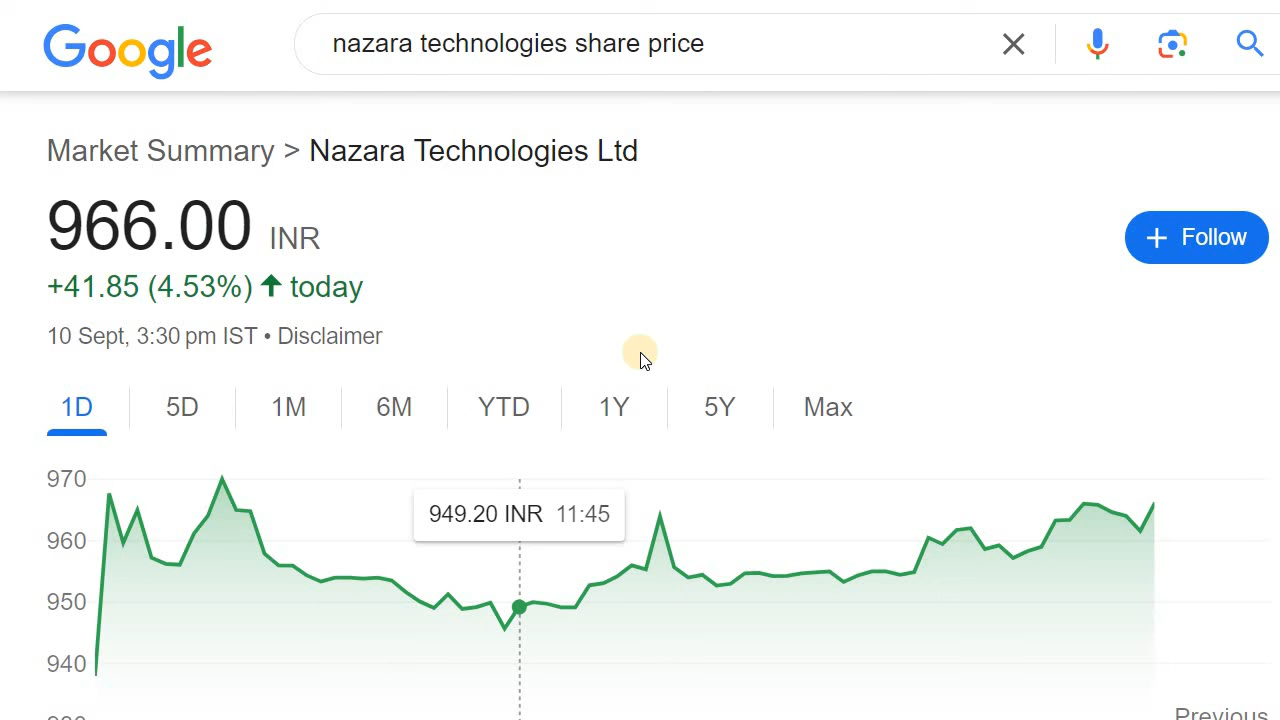 Google
nazara technologies share price
Market Summary > Nazara Technologies Ltd
966.00 INR
+ Follow
+41.85 (4.53%) ↑ today
10 Sept, 3:30 pm IST • Disclaimer
1D 5D 1M 6M YTD 1Y 5Y Max
970
949.20 INR 11:45
960
950
940
Previous